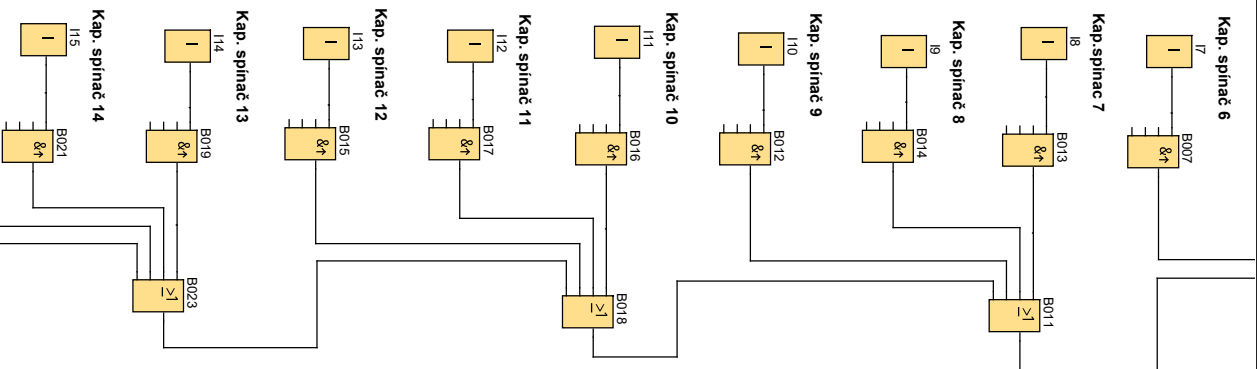 Kap. spínač 6
I7
B007
I
&↑
Kap.spínac 7
I8
B013
B011
I
&↑
≥1
Kap. spínač 8
I9
B014
I
&↑
Kap. spínač 9
I10
B012
I
&↑
Kap. spínač 10
I11
B016
B018
I
&↑
≥1
Kap. spínač 11
I12
B017
I
&↑
Kap. spínač 12
I13
B015
I
&↑
Kap. spínač 13
I14
B019
B023
I
&↑
≥1
Kap. spínač 14
I15
B021
I
&↑